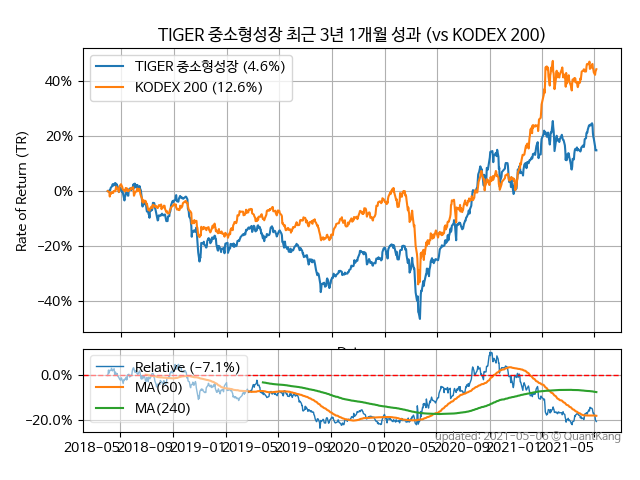 TIGER 중소형성장 최근 3년 1개월 성과 (vs KODEX 200)
TIGER 중소형성장 (4.6%)
KODEX 200 (12.6%)
Rate of Return (TR)
40%
20%
0%
−20%
−40%
Relative (−7.1%)
MA(60)
MA(240)
0.0%
−20.0%
2018-05 2018-09 2019-01 2019-05 2019-09 2020-01 2020-05 2020-09 2021-01 2021-05
updated: 2021-05-06 © QuantKang